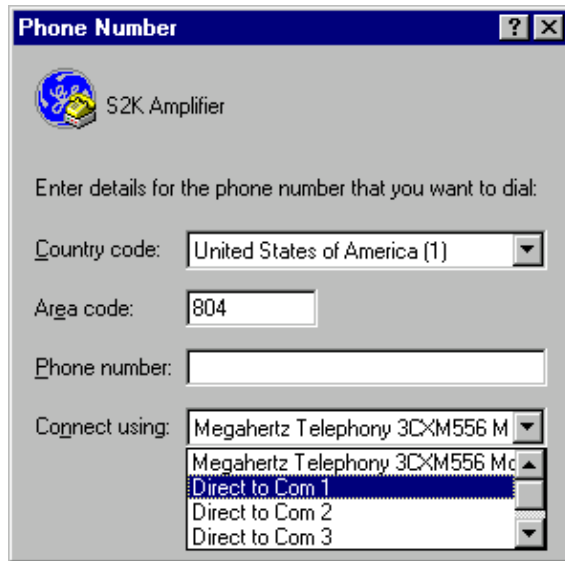 Phone Number
S2K Amplifier
Enter details for the phone number that you want to dial:
Country code: United States of America (1)
Area code: 804
Phone number:
Connect using: Megahertz Telephony 3CXM556 M
Megahertz Telephony 3CXM556 Mo
Direct to Com 1
Direct to Com 2
Direct to Com 3